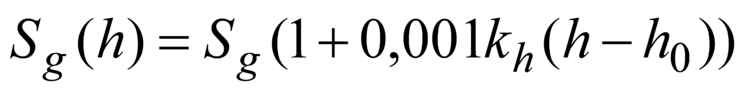 S_g(h) = S_g(1+0,001k_h(h−h_0))